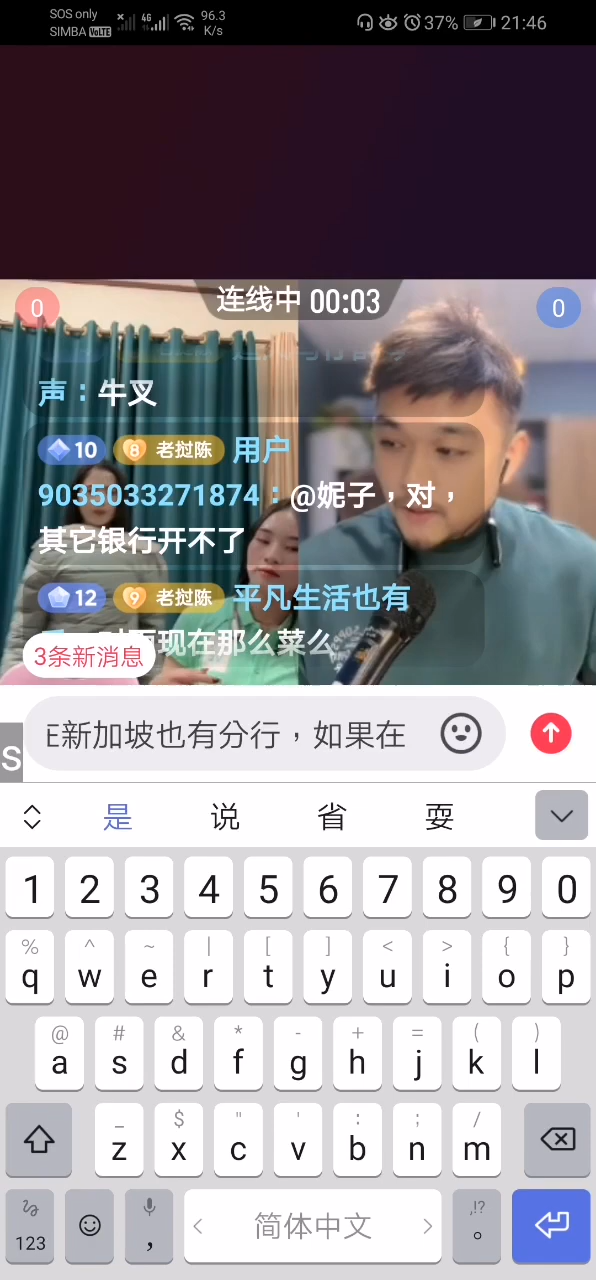 SOS only
SIMBA VoLTE
4G
96.3
K/s
37%
21:46
0
连线中 00:03
0
声：牛叉
10 8 老挝陈 用户
9035033271874：@妮子，对，
其它银行开不了
12 9 老挝陈 平凡生活也有
现在那么菜么
3条新消息
S
新加坡也有分行，如果在
是 说 省 耍
1 2 3 4 5 6 7 8 9 0
% ^ ~ | [ ] < > { }
q w e r t y u i o p
@ # & * - + = ( )
a s d f g h j k l
_ $ " ' : ; /
z x c v b n m
123
，
简体中文
,!?
。